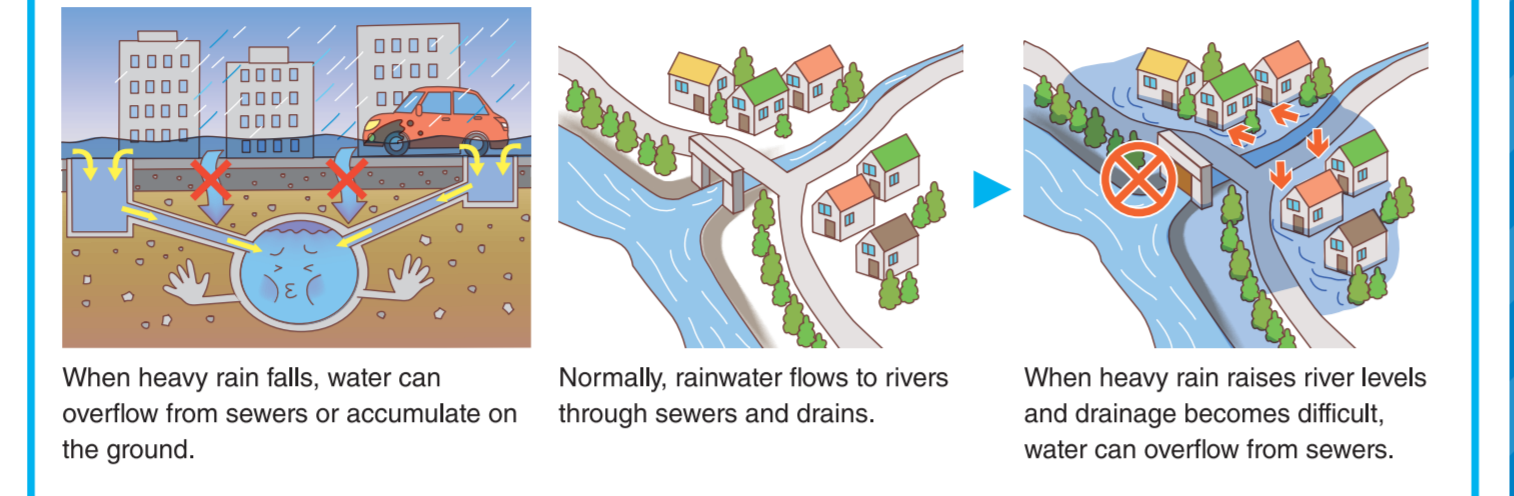 When heavy rain falls, water can
overflow from sewers or accumulate on
the ground.
Normally, rainwater flows to rivers
through sewers and drains.
When heavy rain raises river levels
and drainage becomes difficult,
water can overflow from sewers.